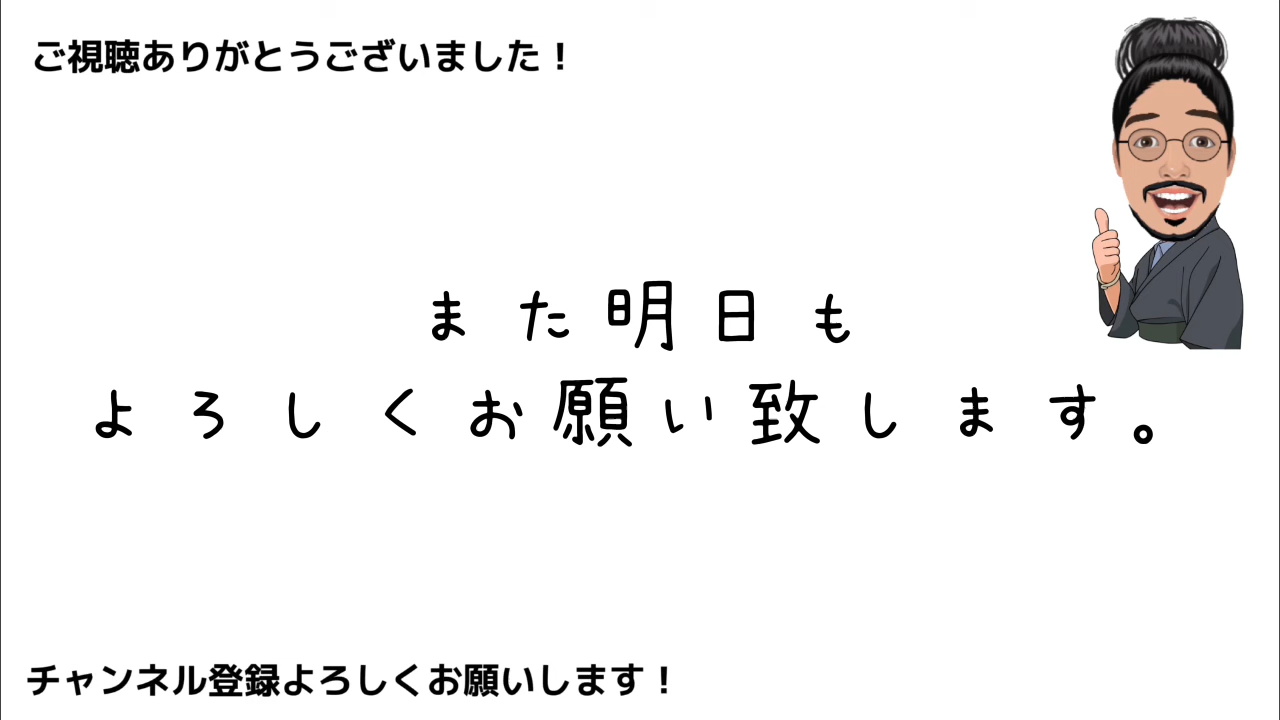 ご視聴ありがとうございました！
また明日も
よろしくお願い致します。
チャンネル登録よろしくお願いします！